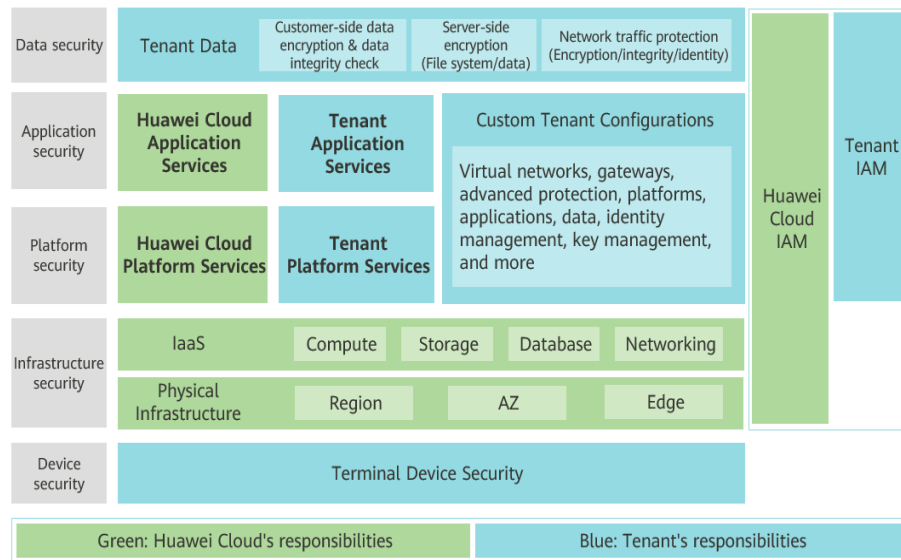 Data security
Tenant Data
Customer-side data
encryption & data
integrity check
Server-side
encryption
(File system/data)
Network traffic protection
(Encryption/integrity/identity)
Application
security
Huawei Cloud
Application
Services
Tenant
Application
Services
Custom Tenant Configurations
Virtual networks, gateways,
advanced protection, platforms,
applications, data, identity
management, key management,
and more
Platform
security
Huawei Cloud
Platform Services
Tenant
Platform Services
Huawei
Cloud
IAM
Tenant
IAM
Infrastructure
security
IaaS
Compute
Storage
Database
Networking
Physical
Infrastructure
Region
AZ
Edge
Device
security
Terminal Device Security
Green: Huawei Cloud's responsibilities
Blue: Tenant's responsibilities